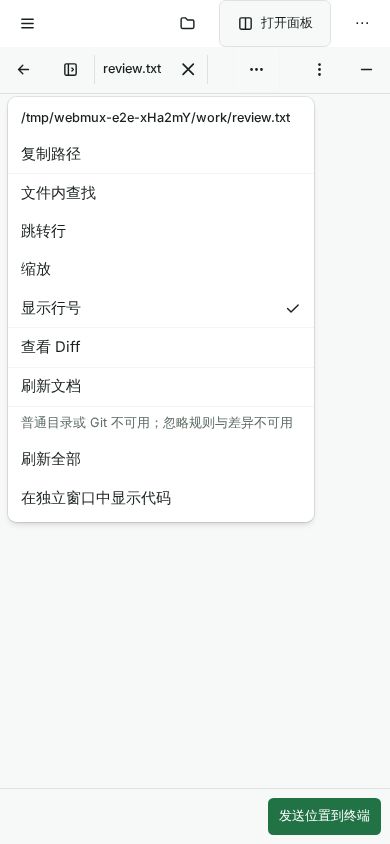 打开面板
review.txt
/tmp/webmux-e2e-xHa2mY/work/review.txt
复制路径
文件内查找
跳转行
缩放
显示行号
查看 Diff
刷新文档
普通目录或 Git 不可用；忽略规则与差异不可用
刷新全部
在独立窗口中显示代码
发送位置到终端